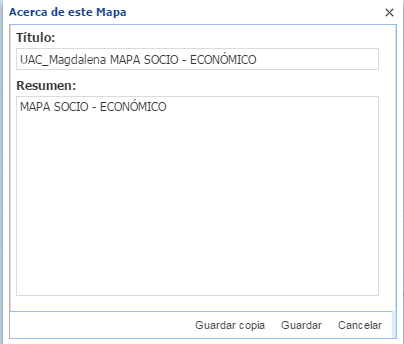 Acerca de este Mapa
Título:
UAC_Magdalena MAPA SOCIO - ECONÓMICO
Resumen:
MAPA SOCIO - ECONÓMICO
Guardar copia Guardar Cancelar